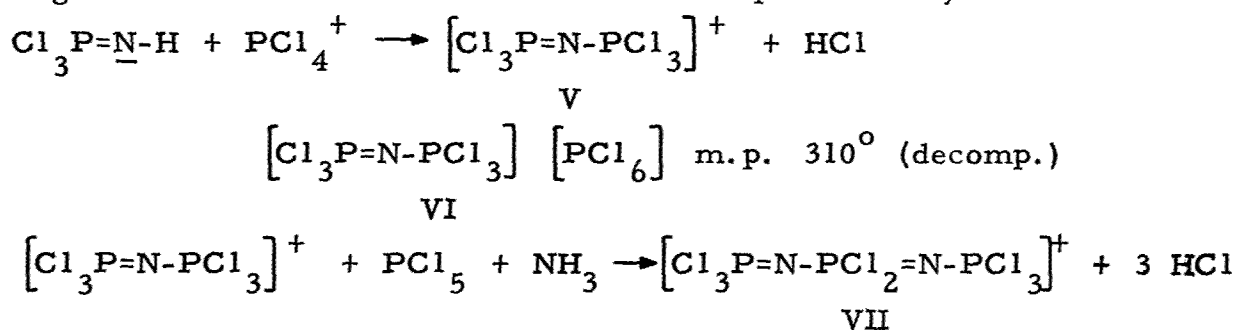 Cl₃P=N-H + PCl₄⁺ ⟶ [Cl₃P=N-PCl₃]⁺ + HCl
V
[Cl₃P=N-PCl₃] [PCl₆] m.p. 310° (decomp.)
VI
[Cl₃P=N-PCl₃]⁺ + PCl₅ + NH₃ ⟶ [Cl₃P=N-PCl₂=N-PCl₃]⁺ + 3 HCl
VII